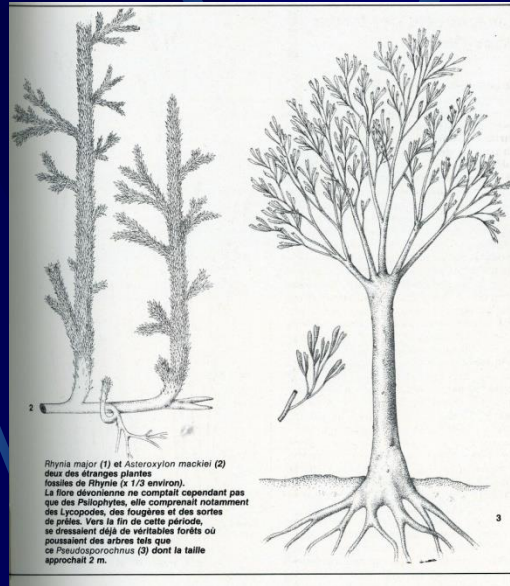 2
3
Rhynia major (1) et Asteroxylon mackiei (2)
deux des étranges plantes
fossiles de Rhynie (x 1/3 environ).
La flore dévonienne ne comptait cependant pas
que des Psilophytes, elle comprenait notamment
des Lycopodes, des fougères et des sortes
de prêles. Vers la fin de cette période,
se dressaient déjà de véritables forêts où
poussaient des arbres tels que
ce Pseudosporochnus (3) dont la taille
approchait 2 m.